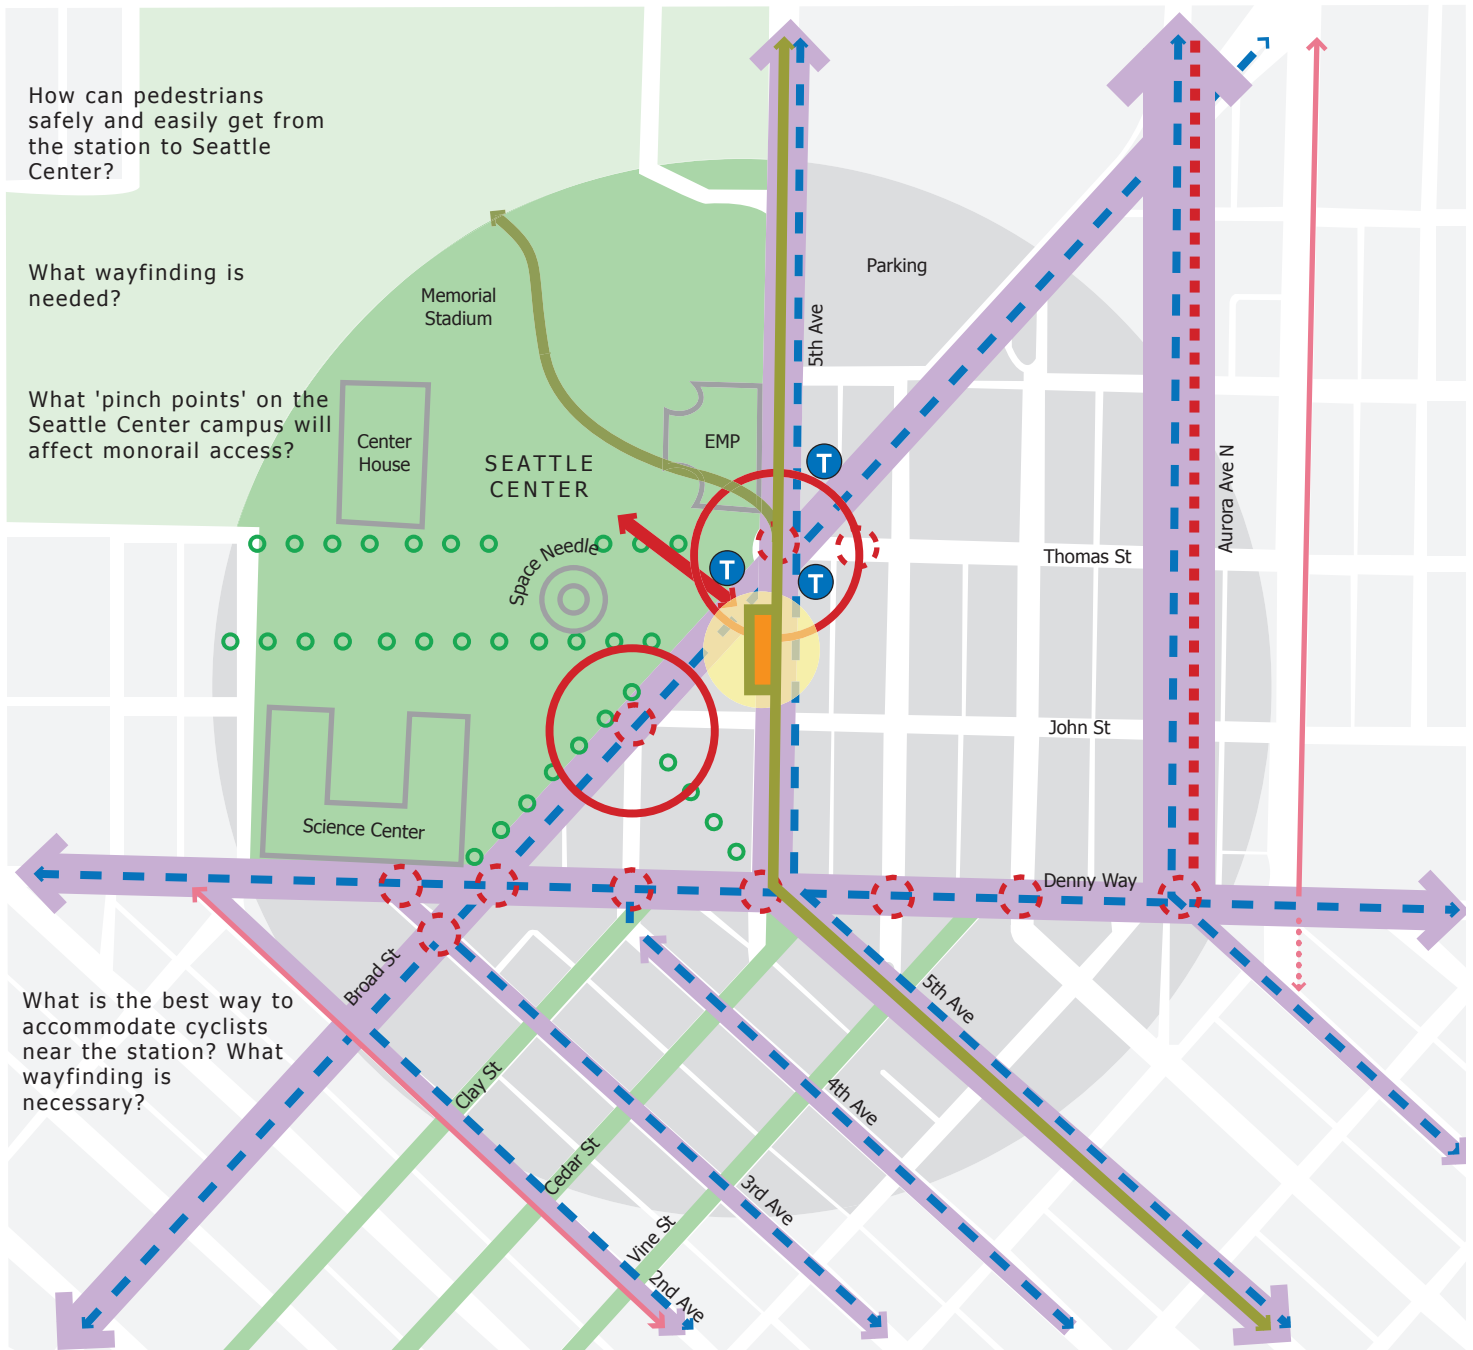 How can pedestrians
safely and easily get from
the station to Seattle
Center?
What wayfinding is
needed?
What 'pinch points' on the
Seattle Center campus will
affect monorail access?
Memorial
Stadium
Parking
5th Ave
Center
House
SEATTLE
CENTER
EMP
T
Aurora Ave N
Space Needle
T
T
Thomas St
John St
Science Center
Denny Way
Broad St
5th Ave
What is the best way to
accommodate cyclists
near the station? What
wayfinding is
necessary?
Clay St
4th Ave
Cedar St
3rd Ave
Vine St
2nd Ave